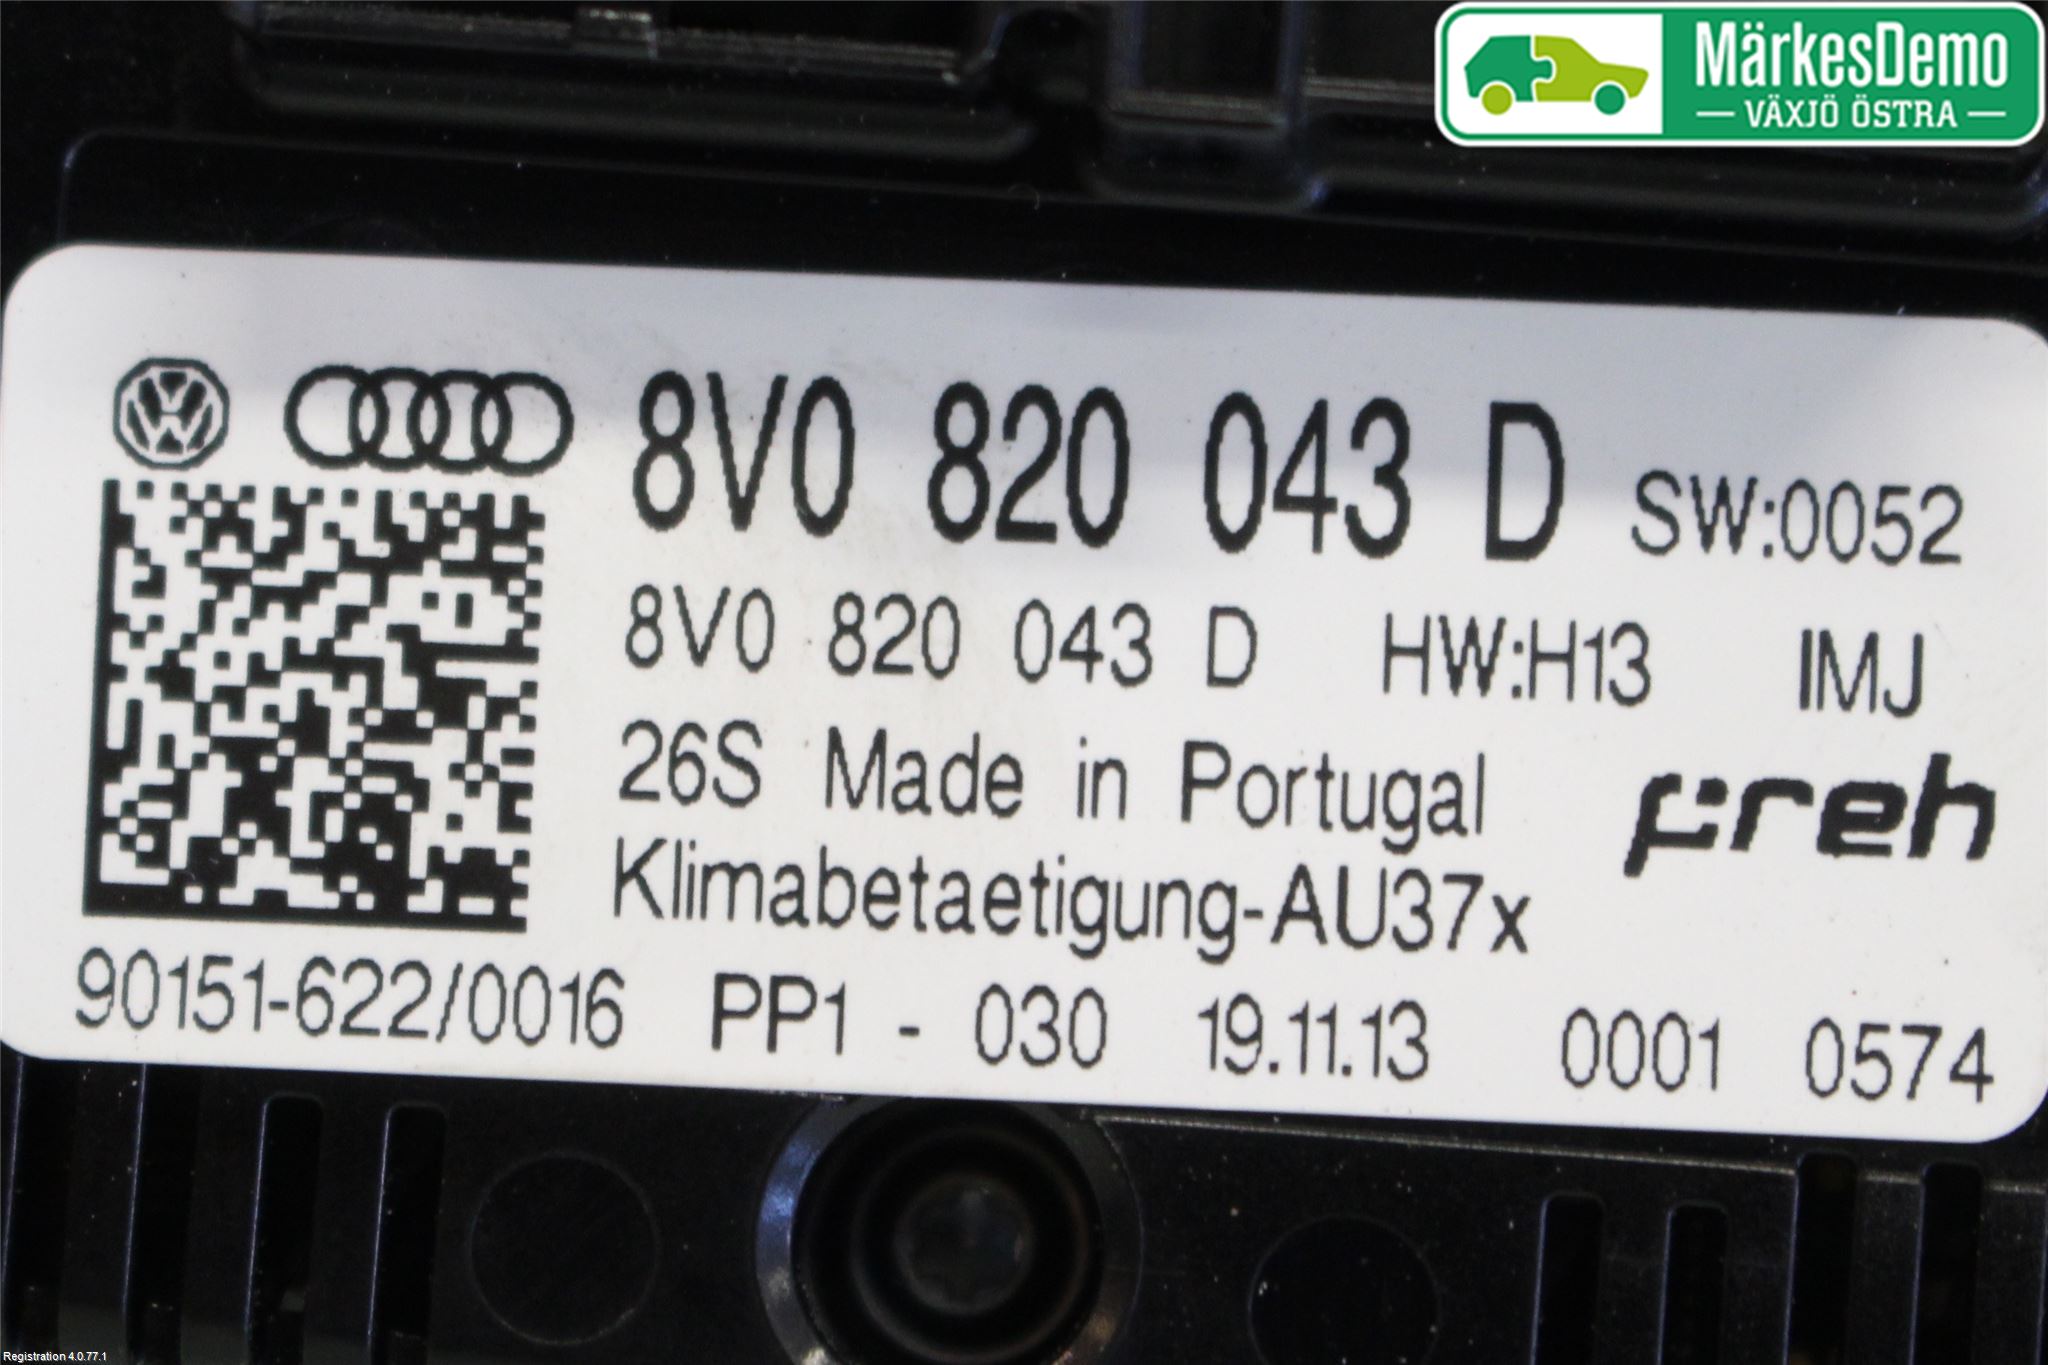 MärkesDemo
VÄXJÖ ÖSTRA
8V0 820 043 D SW:0052
8V0 820 043 D HW:H13 IMJ
26S Made in Portugal
preh
Klimabetaetigung-AU37x
90151-622/0016 PP1 - 030 19.11.13 0001 0574
Registration 4.0.77.1